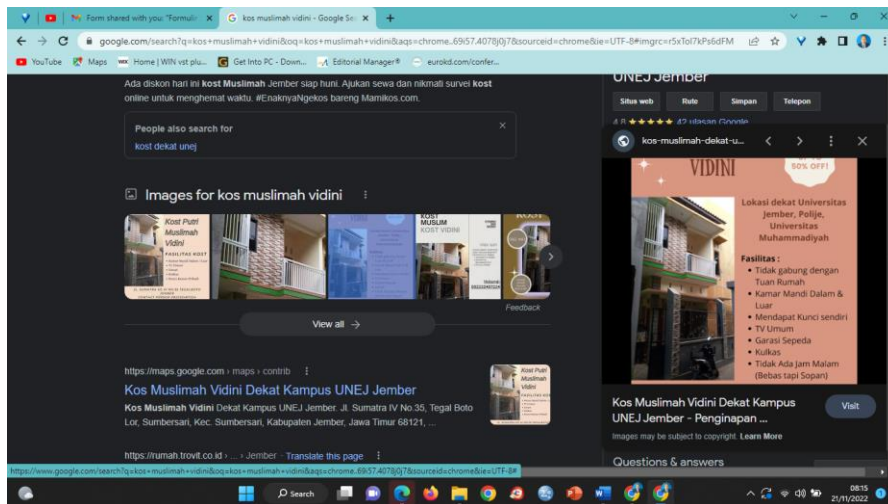 Form shared with you: "Formulir
kos muslimah vidini - Google Se
google.com/search?q=kos+muslimah+vidini&oq=kos+muslimah+vidini&aqs=chrome..69i57.4078j0j7&sourceid=chrome&ie=UTF-8#imgrc=r5xTol7kPs6dFM
YouTube
Maps
Home | WIN vst plu...
Get Into PC - Down...
Editorial Manager®
eurokd.com/confer...
Ada diskon hari ini kost Muslimah Jember siap huni. Ajukan sewa dan nikmati survei kost
online untuk menghemat waktu. #EnaknyaNgekos bareng Mamikos.com.
People also search for
kost dekat unej
Images for kos muslimah vidini
Kost Putri
Muslimah
Vidini
FASILITAS KOST
KOST
MUSLIM
KOST VIDINI
Feedback
View all →
https://maps.google.com › maps › contrib
Kos Muslimah Vidini Dekat Kampus UNEJ Jember
Kos Muslimah Vidini Dekat Kampus UNEJ Jember. Jl. Sumatra IV No.35, Tegal Boto
Lor, Sumbersari, Kec. Sumbersari, Kabupaten Jember, Jawa Timur 68121, ...
Kost Putri
Muslimah
Vidini
https://rumah.trovit.co.id › ... › Jember · Translate this page
https://www.google.com/search?q=kos+muslimah+vidini&oq=kos+muslimah+vidini&aqs=chrome..69i57.4078j0j7&sourceid=chrome&ie=UTF-8#
UNEJ Jember
Situs web
Rute
Simpan
Telepon
4,8 ★★★★★ 42 ulasan Google
kos-muslimah-dekat-u...
VIDINI
50% OFF!
Lokasi dekat Universitas
Jember, Polije,
Universitas
Muhammadiyah
Fasilitas :
• Tidak gabung dengan
Tuan Rumah
• Kamar Mandi Dalam &
Luar
• Mendapat Kunci sendiri
• TV Umum
• Garasi Sepeda
• Kulkas
• Tidak Ada Jam Malam
(Bebas tapi Sopan)
Kos Muslimah Vidini Dekat Kampus
UNEJ Jember - Penginapan ...
Visit
Images may be subject to copyright. Learn More
Questions & answers
Search
08:15
21/11/2022